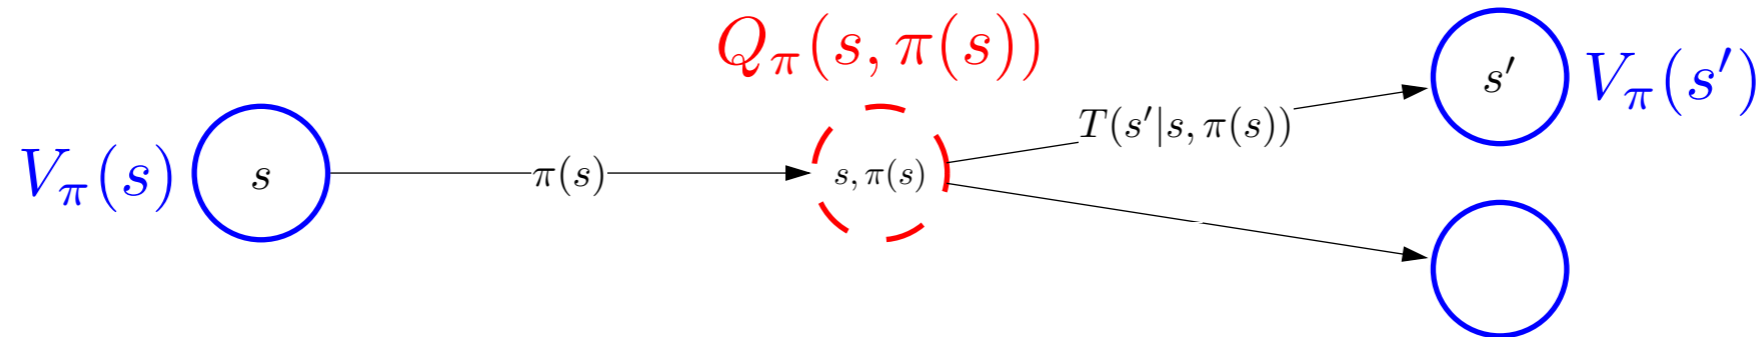 Q_π(s, π(s))
V_π(s)
s
π(s)
s, π(s)
T(s′|s, π(s))
s′
V_π(s′)